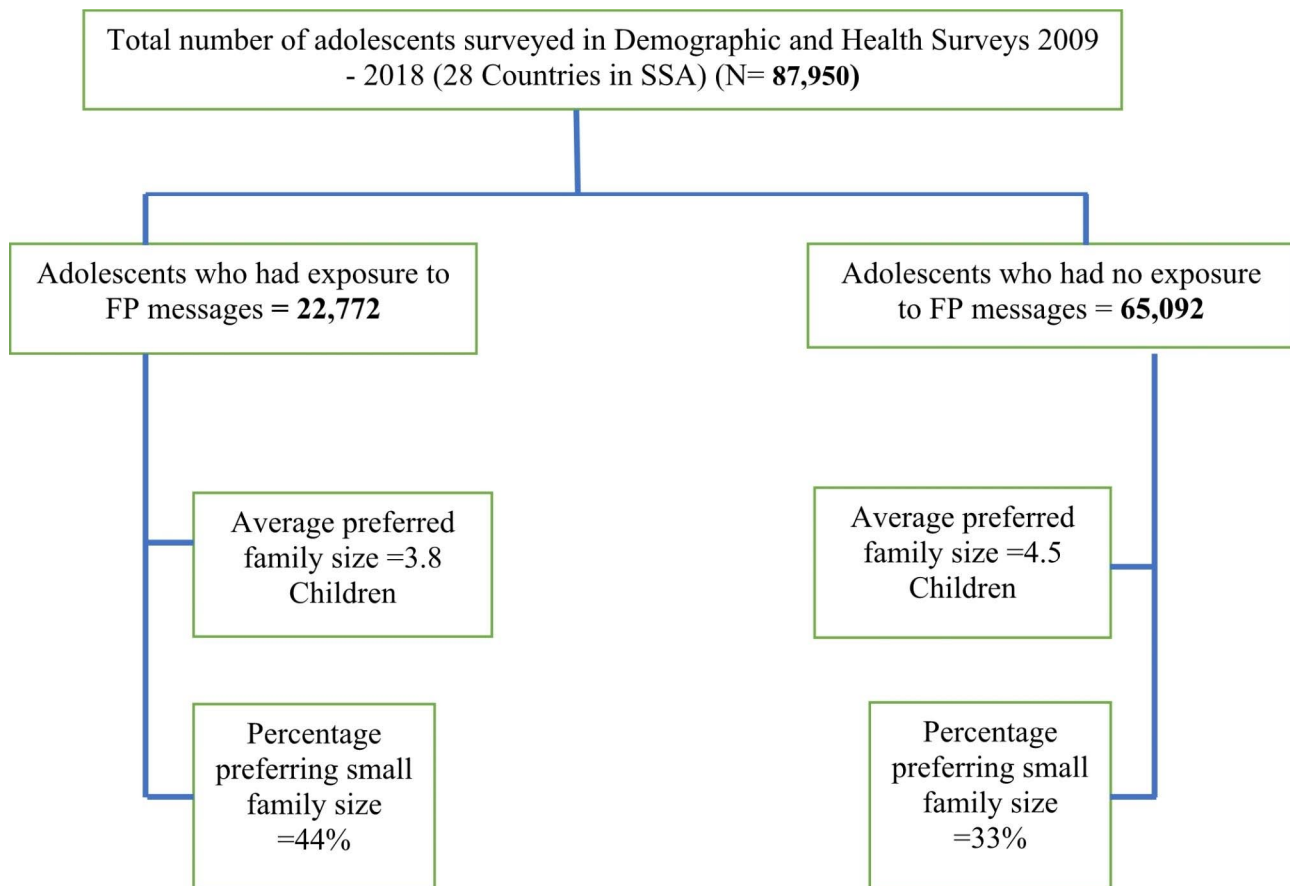 Total number of adolescents surveyed in Demographic and Health Surveys 2009
- 2018 (28 Countries in SSA) (N= 87,950)
Adolescents who had exposure to
FP messages = 22,772
Adolescents who had no exposure
to FP messages = 65,092
Average preferred
family size =3.8
Children
Average preferred
family size =4.5
Children
Percentage
preferring small
family size
=44%
Percentage
preferring small
family size
=33%